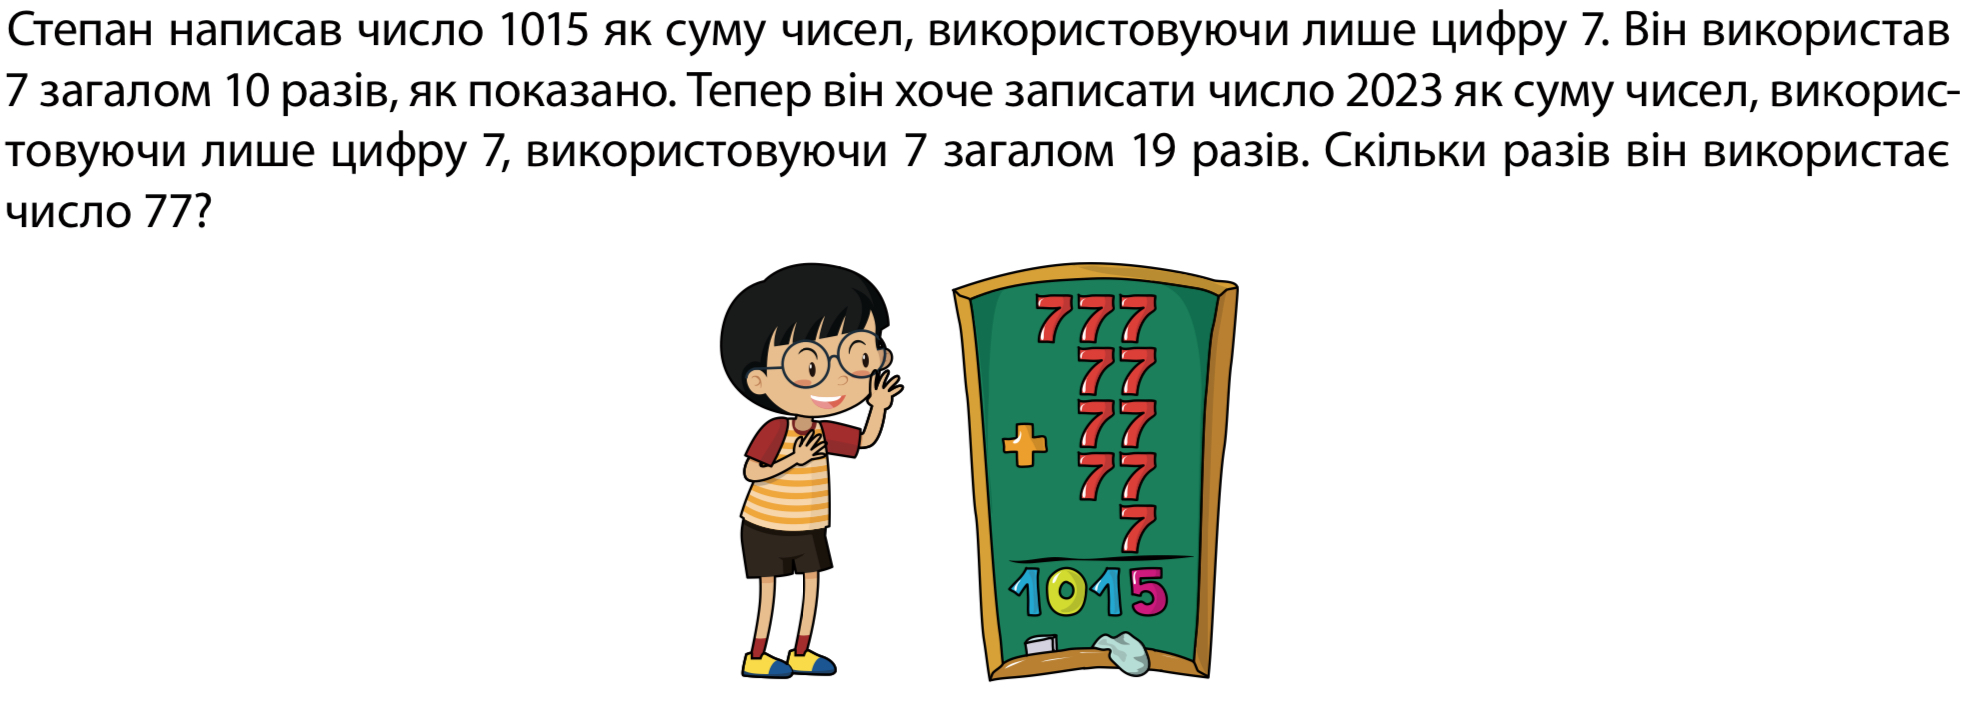 Степан написав число 1015 як суму чисел, використовуючи лише цифру 7. Він використав
7 загалом 10 разів, як показано. Тепер він хоче записати число 2023 як суму чисел, викорис-
товуючи лише цифру 7, використовуючи 7 загалом 19 разів. Скільки разів він використає
число 77?
777
77
+ 77
77
7
1015